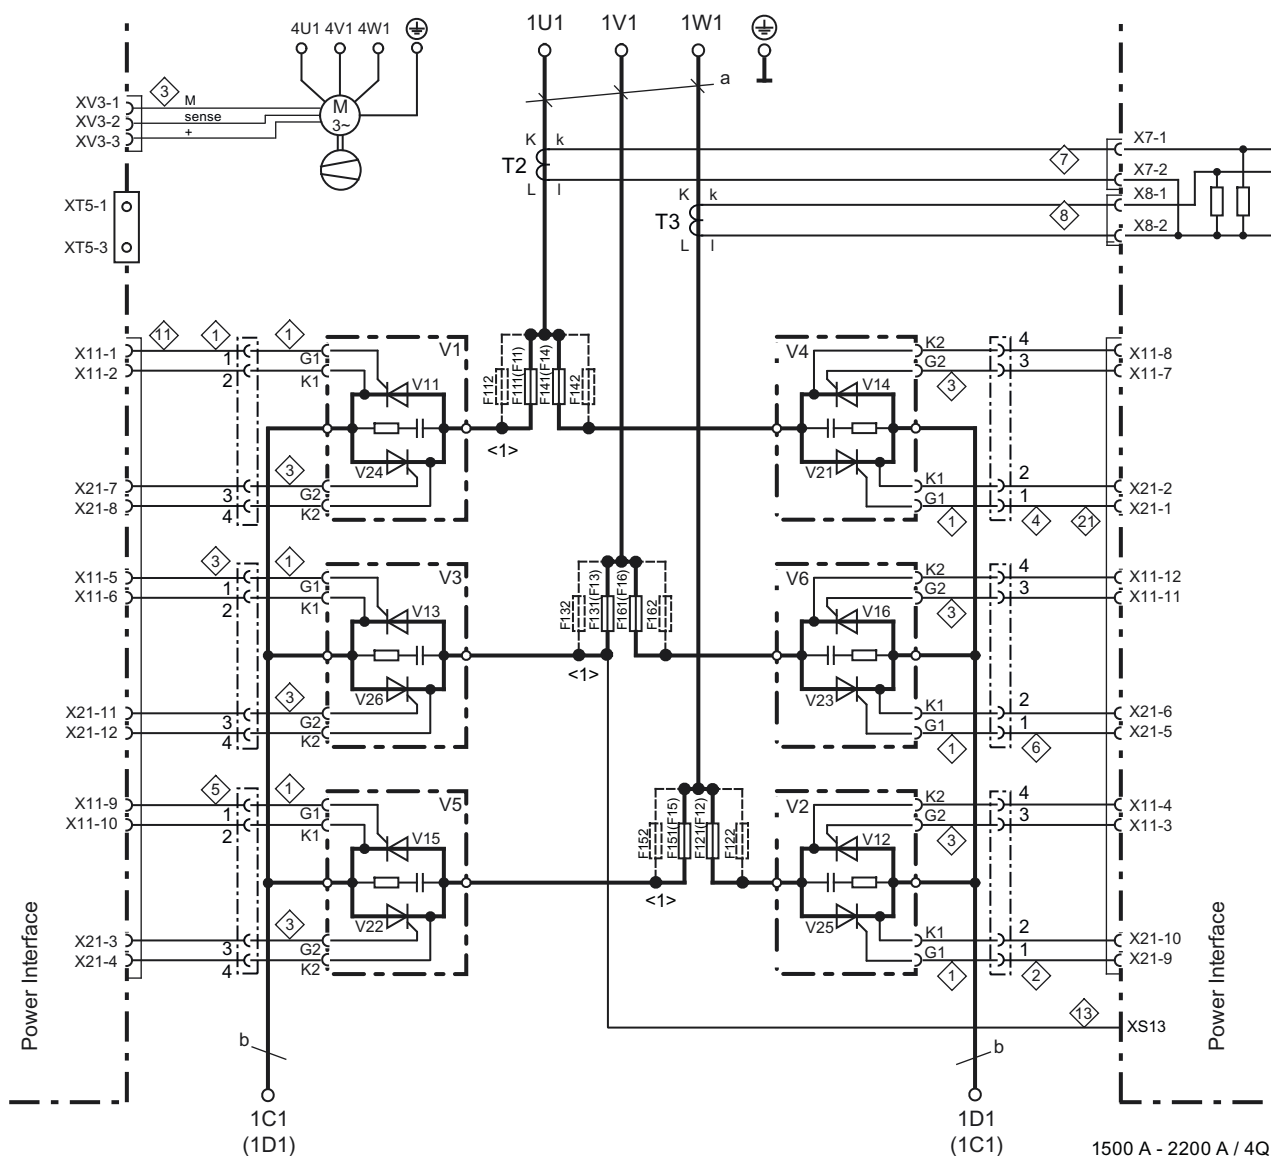 4U1 4V1 4W1
1U1 1V1 1W1
a
3
XV3-1 M
XV3-2 sense
XV3-3 +
M
3~
XT5-1
XT5-3
K k
T2
L l
7
X7-1
X7-2
K k
T3
L l
8
X8-1
X8-2
11 1 1
X11-1 1 G1
X11-2 2 K1
V1
V11
V24
3
X21-7 3 G2
X21-8 4 K2
F112 F111(F11) F141(F14) F142
<1>
V4
V14
V21
K2 4 X11-8
G2 3 X11-7
3
K1 2 X21-2
G1 1 X21-1
1 4 21
3 1
X11-5 1 G1
X11-6 2 K1
V3
V13
V26
3
X21-11 3 G2
X21-12 4 K2
F132 F131(F13) F161(F16) F162
<1>
V6
V16
V23
K2 4 X11-12
G2 3 X11-11
3
K1 2 X21-6
G1 1 X21-5
1 6
5 1
X11-9 1 G1
X11-10 2 K1
V5
V15
V22
3
X21-3 3 G2
X21-4 4 K2
F152 F151(F15) F121(F12) F122
<1>
V2
V12
V25
K2 4 X11-4
G2 3 X11-3
3
K1 2 X21-10
G1 1 X21-9
1 2
13
XS13
Power Interface
Power Interface
b
b
1C1
(1D1)
1D1
(1C1)
1500 A - 2200 A / 4Q